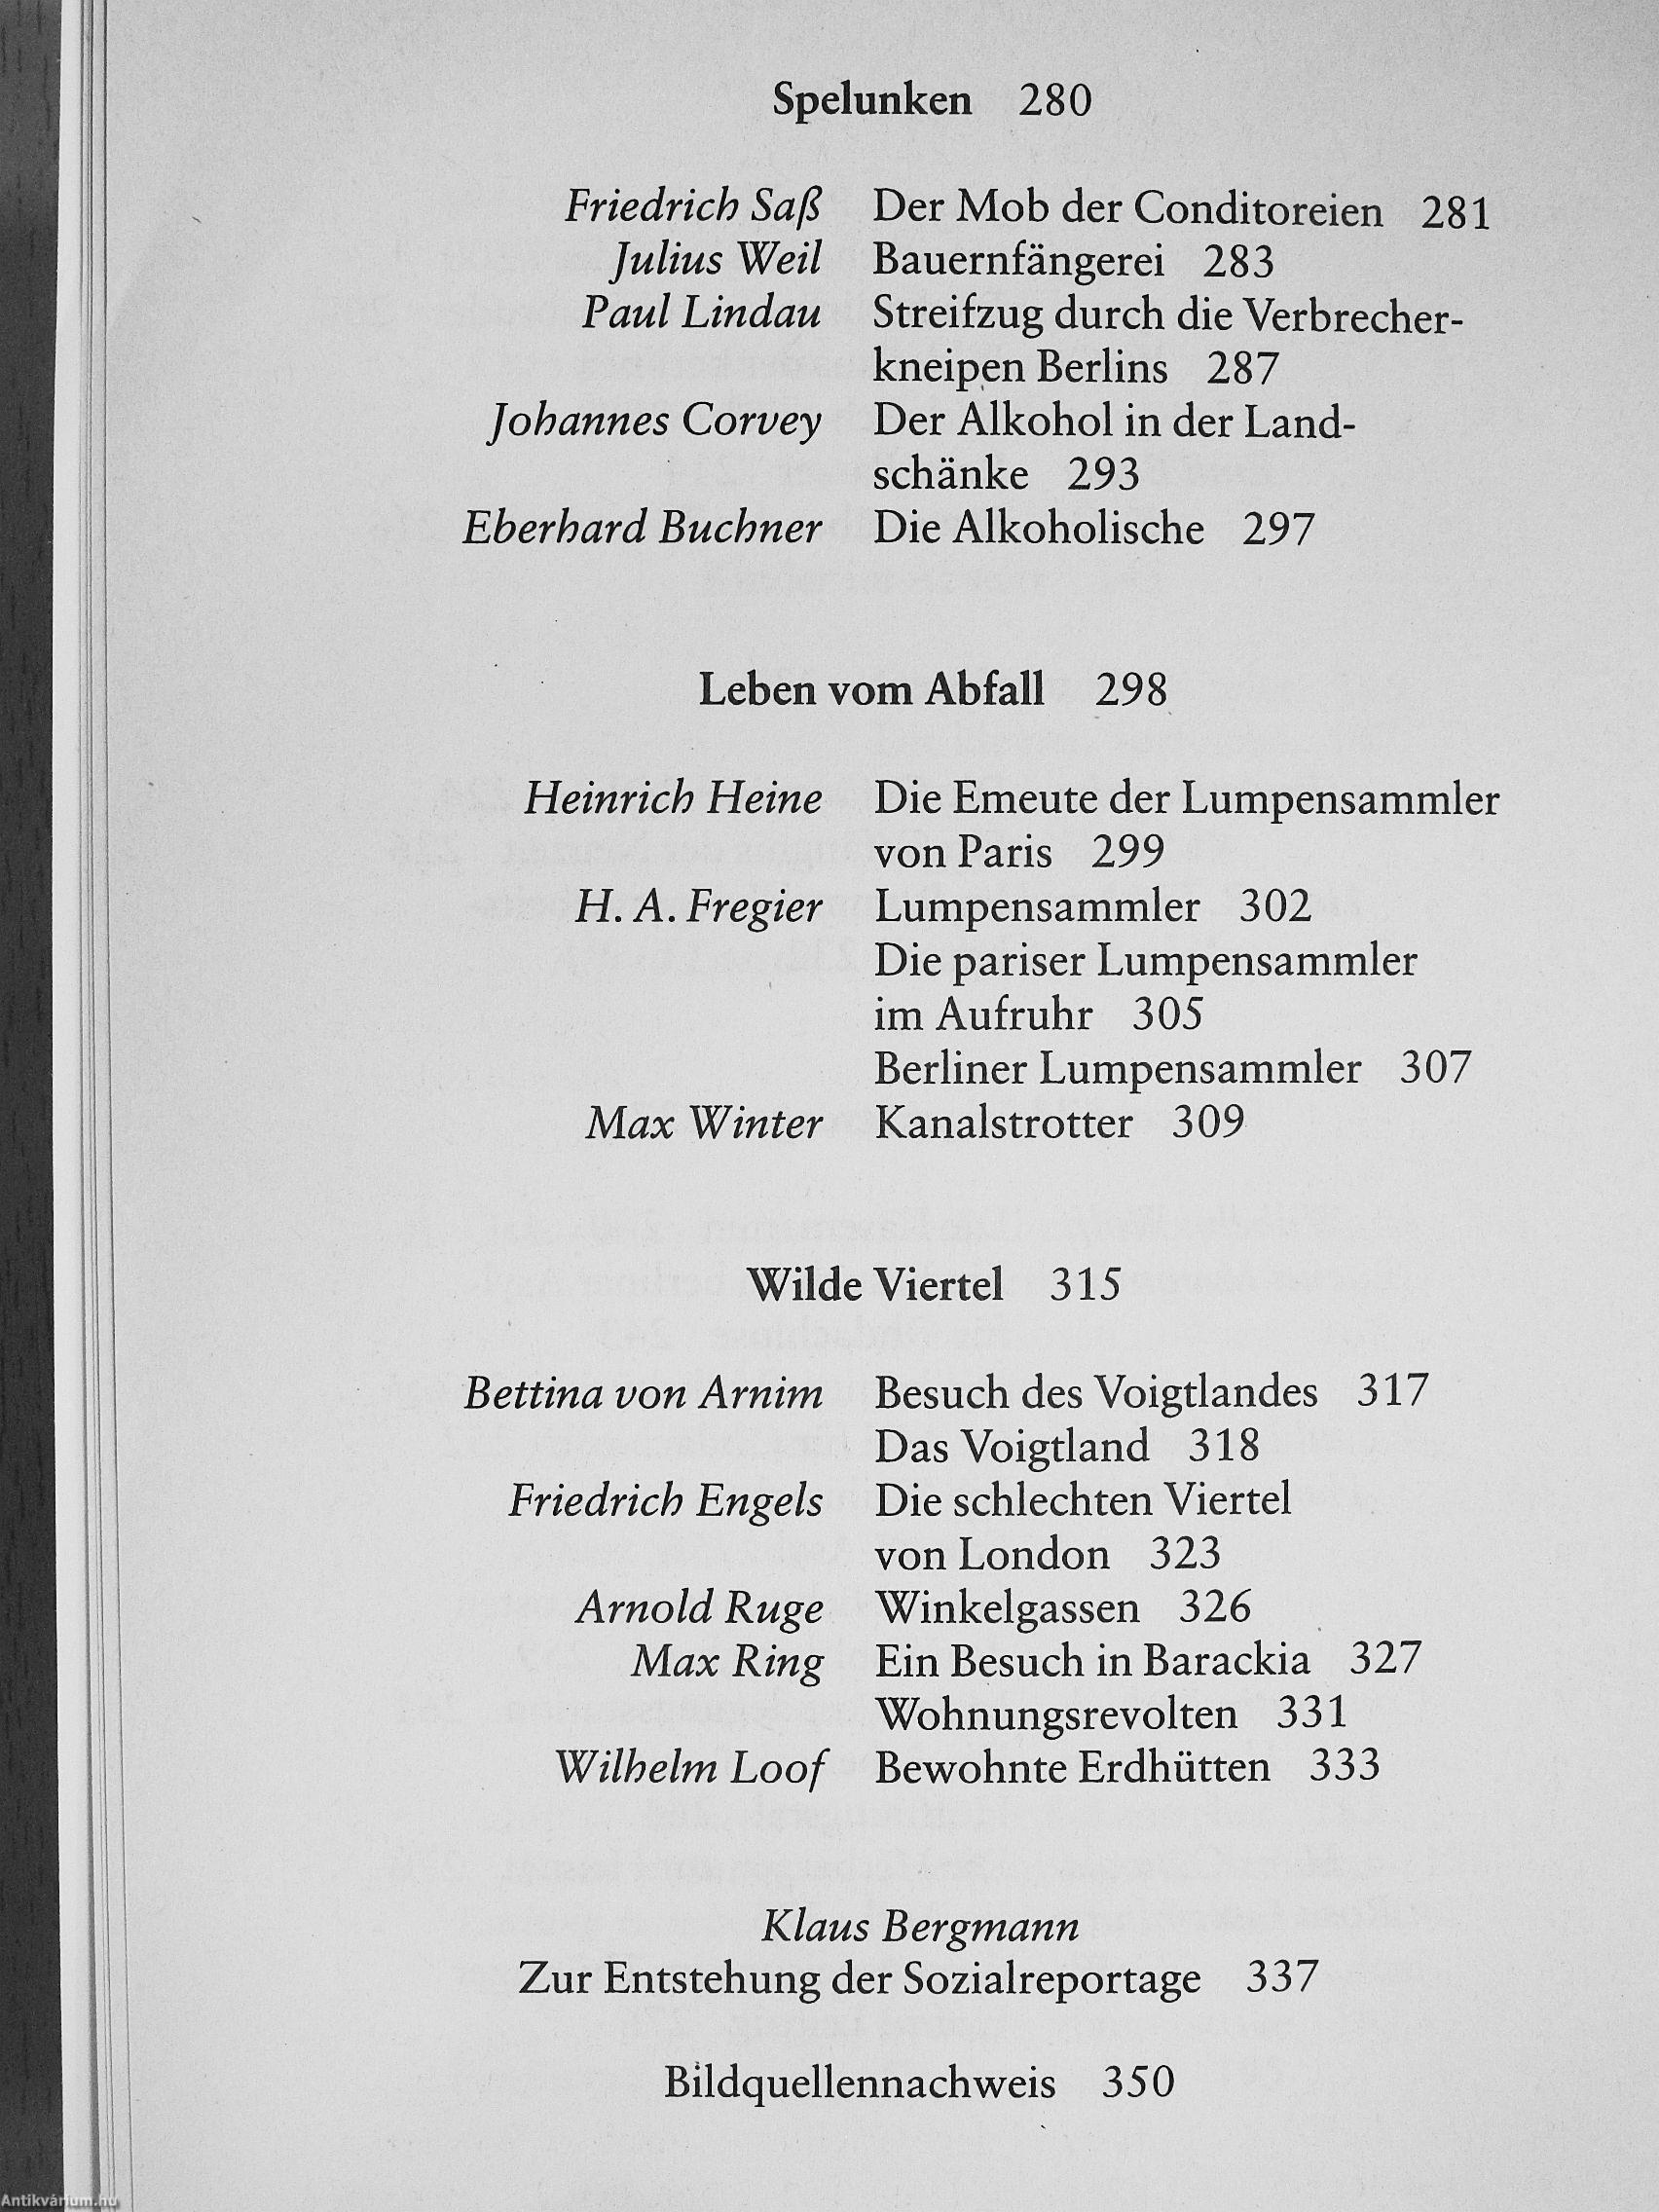 Spelunken 280
Friedrich Saß Der Mob der Conditoreien 281
Julius Weil Bauernfängerei 283
Paul Lindau Streifzug durch die Verbrecher-
kneipen Berlins 287
Johannes Corvey Der Alkohol in der Land-
schänke 293
Eberhard Buchner Die Alkoholische 297
Leben vom Abfall 298
Heinrich Heine Die Emeute der Lumpensammler
von Paris 299
H. A. Fregier Lumpensammler 302
Die pariser Lumpensammler
im Aufruhr 305
Berliner Lumpensammler 307
Max Winter Kanalstrotter 309
Wilde Viertel 315
Bettina von Arnim Besuch des Voigtlandes 317
Das Voigtland 318
Friedrich Engels Die schlechten Viertel
von London 323
Arnold Ruge Winkelgassen 326
Max Ring Ein Besuch in Barackia 327
Wohnungsrevolten 331
Wilhelm Loof Bewohnte Erdhütten 333
Klaus Bergmann
Zur Entstehung der Sozialreportage 337
Bildquellennachweis 350
Antikvárium.hu